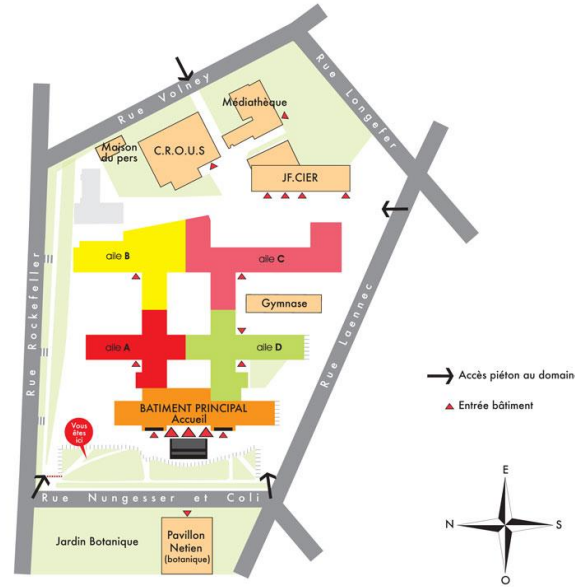 Rue Volney
Rue Longefer
Médiathèque
Maison
du pers
C.R.O.U.S
JF.CIER
aile B
aile C
Rue Rockefeller
Gymnase
Rue Laennec
aile A
aile D
Accès piéton au domaine
Entrée bâtiment
BATIMENT PRINCIPAL
Accueil
Vous
êtes
ici
Rue Nungesser et Coli
Jardin Botanique
Pavillon
Netien
(botanique)
E
N
S
O